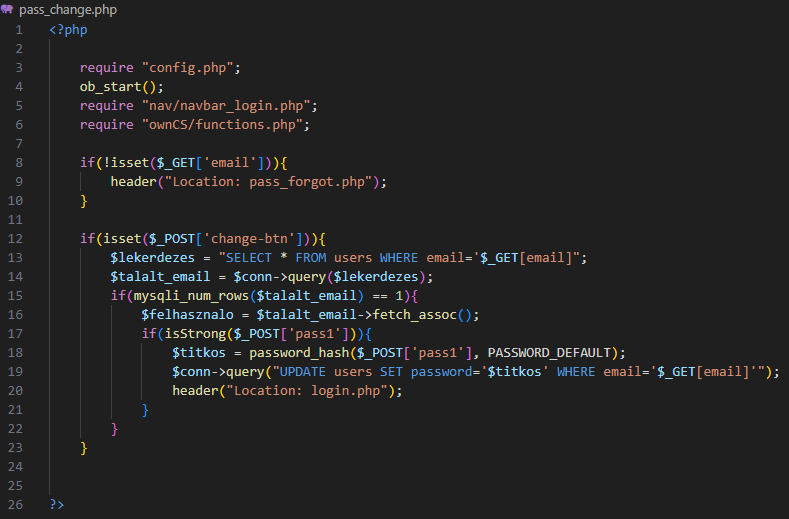 pass_change.php
1 <?php
2
3 require "config.php";
4 ob_start();
5 require "nav/navbar_login.php";
6 require "ownCS/functions.php";
7
8 if(!isset($_GET['email'])){
9 header("Location: pass_forgot.php");
10 }
11
12 if(isset($_POST['change-btn'])){
13 $lekerdezes = "SELECT * FROM users WHERE email='$_GET[email]";
14 $talalt_email = $conn->query($lekerdezes);
15 if(mysqli_num_rows($talalt_email) == 1){
16 $felhasznalo = $talalt_email->fetch_assoc();
17 if(isStrong($_POST['pass1'])){
18 $titkos = password_hash($_POST['pass1'], PASSWORD_DEFAULT);
19 $conn->query("UPDATE users SET password='$titkos' WHERE email='$_GET[email]'");
20 header("Location: login.php");
21 }
22 }
23 }
24
25
26 ?>